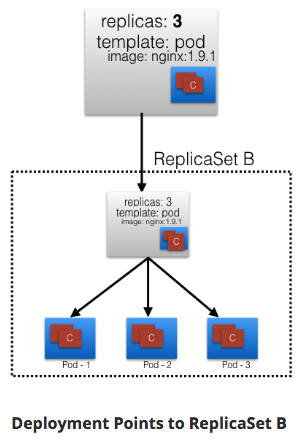 replicas: 3
template: pod
image: nginx:1.9.1
C
ReplicaSet B
replicas: 3
template: pod
image: nginx:1.9.1
C
C C C
Pod - 1 Pod - 2 Pod - 3
Deployment Points to ReplicaSet B